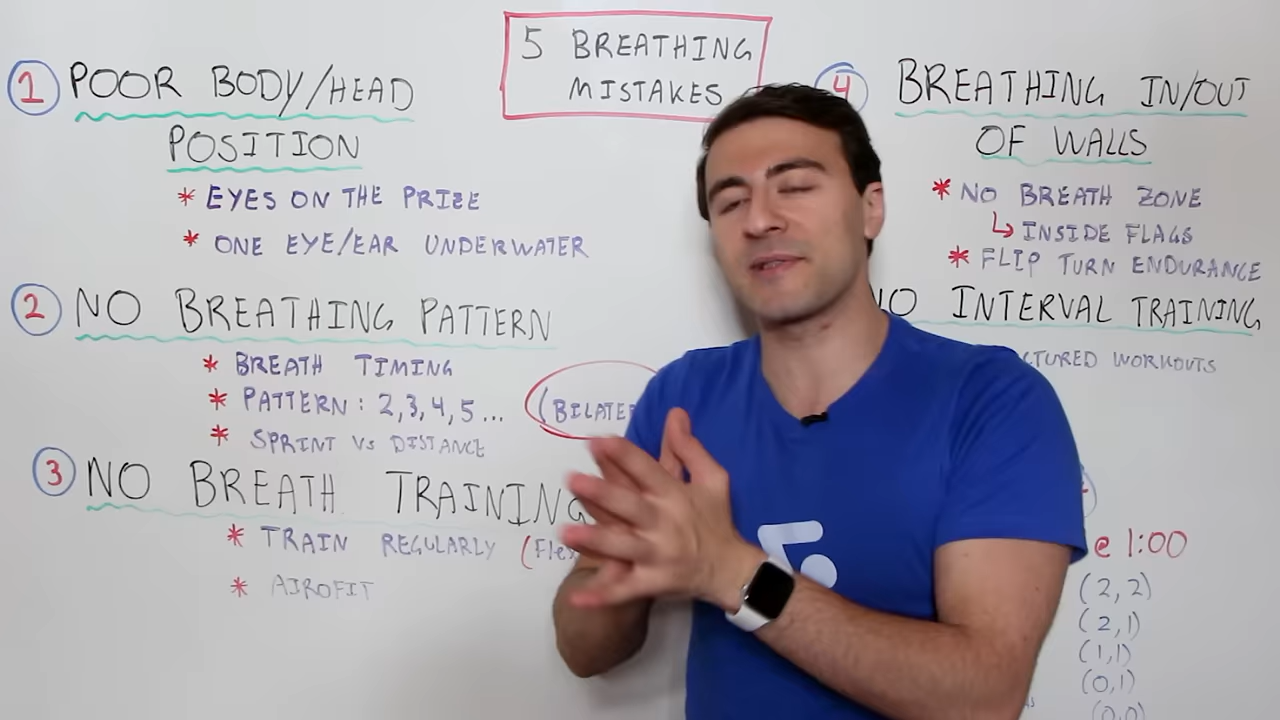 5 BREATHING
MISTAKES
1 POOR BODY/HEAD
POSITION
* EYES ON THE PRIZE
* ONE EYE/EAR UNDERWATER
2 NO BREATHING PATTERN
* BREATH TIMING
* PATTERN: 2,3,4,5...
* SPRINT VS DISTANCE
3 NO BREATH TRAINING
* TRAIN REGULARLY
* AIROFIT
4 BREATHING IN/OUT
OF WALLS
* NO BREATH ZONE
↳ INSIDE FLAGS
* FLIP TURN ENDURANCE
NO INTERVAL TRAINING
WORKOUTS
@ 1:00
(2,2)
(2,1)
(1,1)
(0,1)
(0,0)